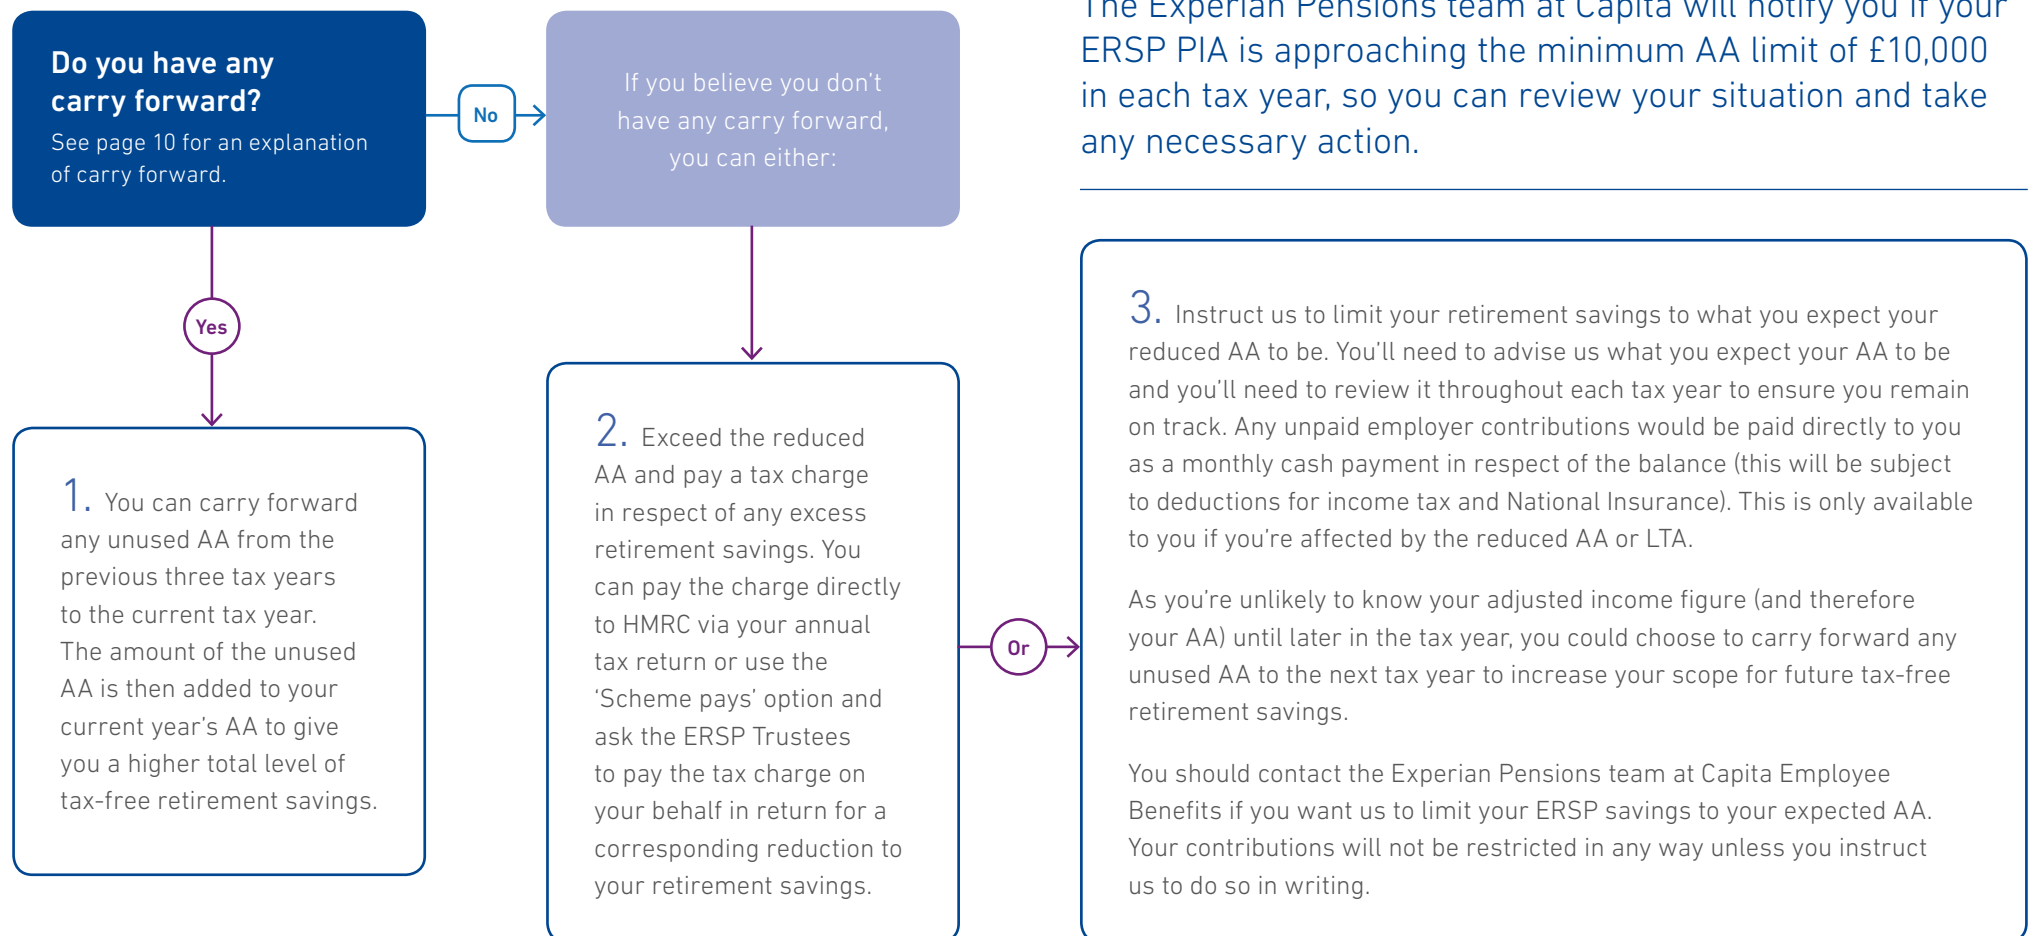 Do you have any
carry forward?
See page 10 for an explanation
of carry forward.
No
If you believe you don't
have any carry forward,
you can either:
The Experian Pensions team at Capita will notify you if your
ERSP PIA is approaching the minimum AA limit of £10,000
in each tax year, so you can review your situation and take
any necessary action.
Yes
1. You can carry forward
any unused AA from the
previous three tax years
to the current tax year.
The amount of the unused
AA is then added to your
current year's AA to give
you a higher total level of
tax-free retirement savings.
2. Exceed the reduced
AA and pay a tax charge
in respect of any excess
retirement savings. You
can pay the charge directly
to HMRC via your annual
tax return or use the
'Scheme pays' option and
ask the ERSP Trustees
to pay the tax charge on
your behalf in return for a
corresponding reduction to
your retirement savings.
Or
3. Instruct us to limit your retirement savings to what you expect your
reduced AA to be. You'll need to advise us what you expect your AA to be
and you'll need to review it throughout each tax year to ensure you remain
on track. Any unpaid employer contributions would be paid directly to you
as a monthly cash payment in respect of the balance (this will be subject
to deductions for income tax and National Insurance). This is only available
to you if you're affected by the reduced AA or LTA.
As you're unlikely to know your adjusted income figure (and therefore
your AA) until later in the tax year, you could choose to carry forward any
unused AA to the next tax year to increase your scope for future tax-free
retirement savings.
You should contact the Experian Pensions team at Capita Employee
Benefits if you want us to limit your ERSP savings to your expected AA.
Your contributions will not be restricted in any way unless you instruct
us to do so in writing.